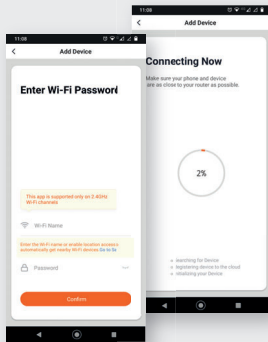 11:08
Add Device
Enter Wi-Fi Password
This app is supported only on 2.4GHz
Wi-Fi channels
Wi-Fi Name
Enter the Wi-Fi name or enable location access to
automatically get nearby Wi-Fi devices Go to Se
Password
Confirm
11:08
Add Device
Connecting Now
Make sure your phone and device
are as close to your router as possible.
2%
Searching for Device
Registering device to the cloud
Initializing your Device